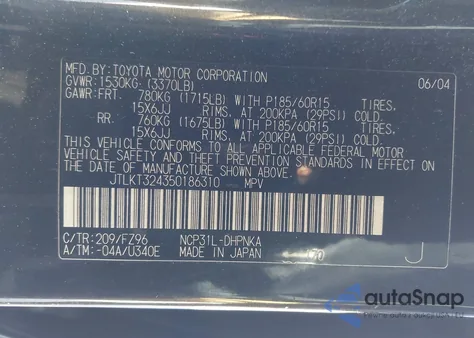 MFD. BY: TOYOTA MOTOR CORPORATION 06/04
GVWR: 1530KG (3370LB)
GAWR: FRT. 780KG (1715LB) WITH P185/60R15 TIRES,
15X6JJ RIMS, AT 200KPA (29PSI) COLD.
RR. 760KG (1675LB) WITH P185/60R15 TIRES,
15X6JJ RIMS, AT 200KPA (29PSI) COLD.
THIS VEHICLE CONFORMS TO ALL APPLICABLE FEDERAL MOTOR
VEHICLE SAFETY AND THEFT PREVENTION STANDARDS IN EFFECT ON
THE DATE OF MANUFACTURE SHOWN ABOVE.
JTLKT324350186310 MPV
C/TR: 209/FZ96 NCP31L-DHPNKA
A/TM: -04A/U340E MADE IN JAPAN J
autoSnap